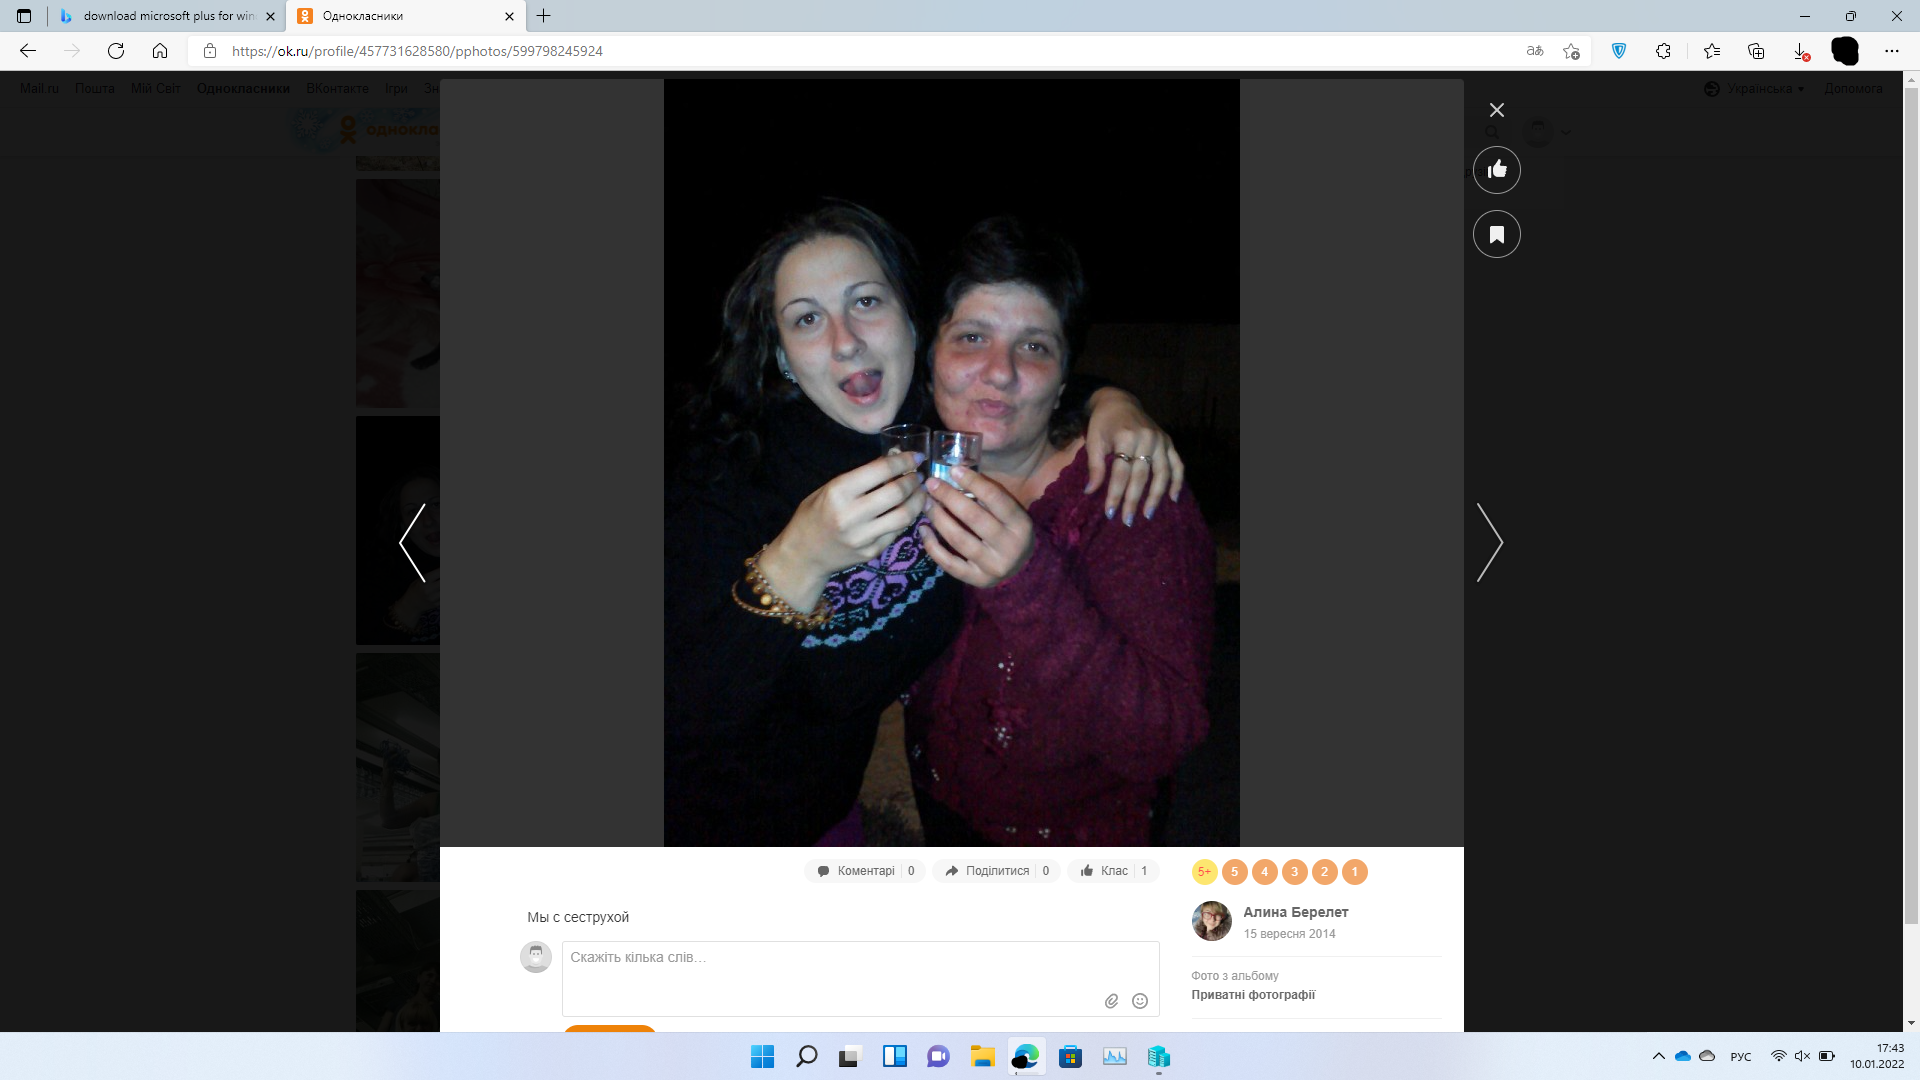 download microsoft plus for win
Однокласники
https://ok.ru/profile/457731628580/pphotos/599798245924
Mail.ru Пошта Мій Світ Однокласники ВКонтакте Ігри Зн
Українська Допомога
однокла
Коментарі 0 Поділитися 0 Клас 1
5+ 5 4 3 2 1
Мы с сеструхой
Скажіть кілька слів…
Алина Берелет
15 вересня 2014
Фото з альбому
Приватні фотографії
РУС
17:43
10.01.2022